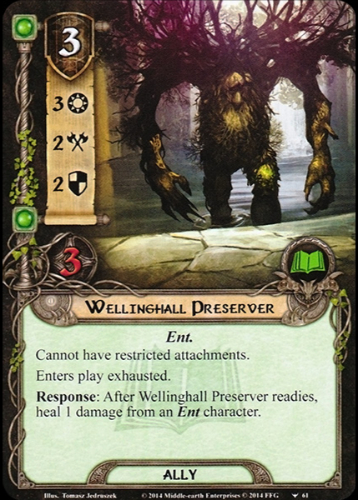 3
3
2
2
3
Wellinghall Preserver
Ent.
Cannot have restricted attachments.
Enters play exhausted.
Response: After Wellinghall Preserver readies,
heal 1 damage from an Ent character.
ALLY
Illus. Tomasz Jedruszek
© 2014 Middle-earth Enterprises © 2014 FFG
61